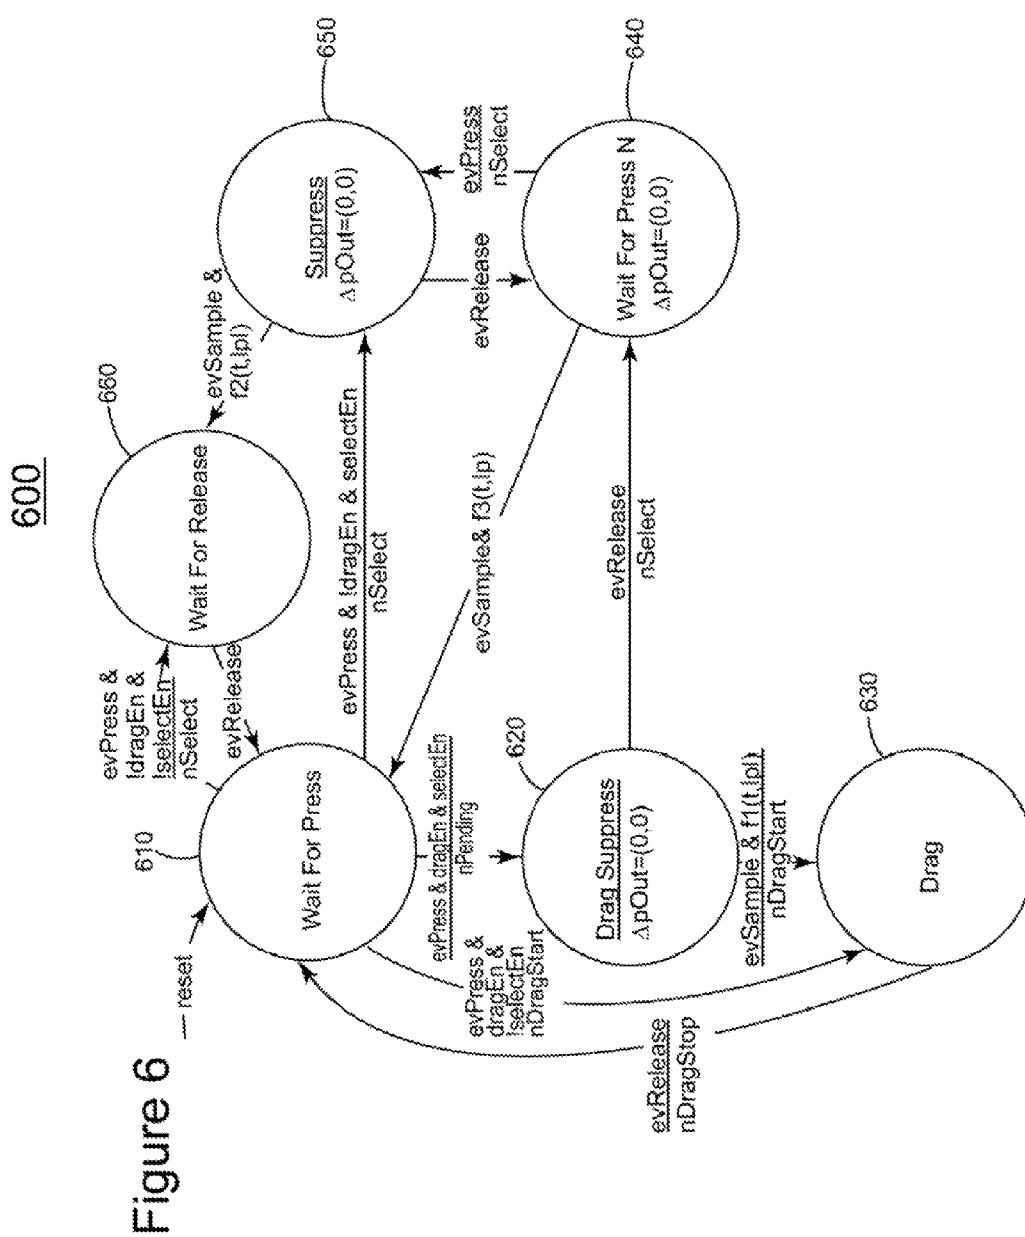 600
Figure 6
reset
610
Wait For Press
evPress &
!dragEn &
!selectEn
nSelect
evRelease
660
Wait For Release
evSample &
f2(t,|p|)
650
Suppress
ΔpOut=(0,0)
evPress & !dragEn & selectEn
nSelect
evRelease
evPress
nSelect
640
Wait For Press N
ΔpOut=(0,0)
evSample& f3(t,|p)
evRelease
nSelect
evPress & dragEn & selectEn
nPending
620
Drag Suppress
ΔpOut=(0,0)
evPress &
dragEn &
!selectEn
nDragStart
evSample & f1(t,|p|)
nDragStart
630
Drag
evRelease
nDragStop